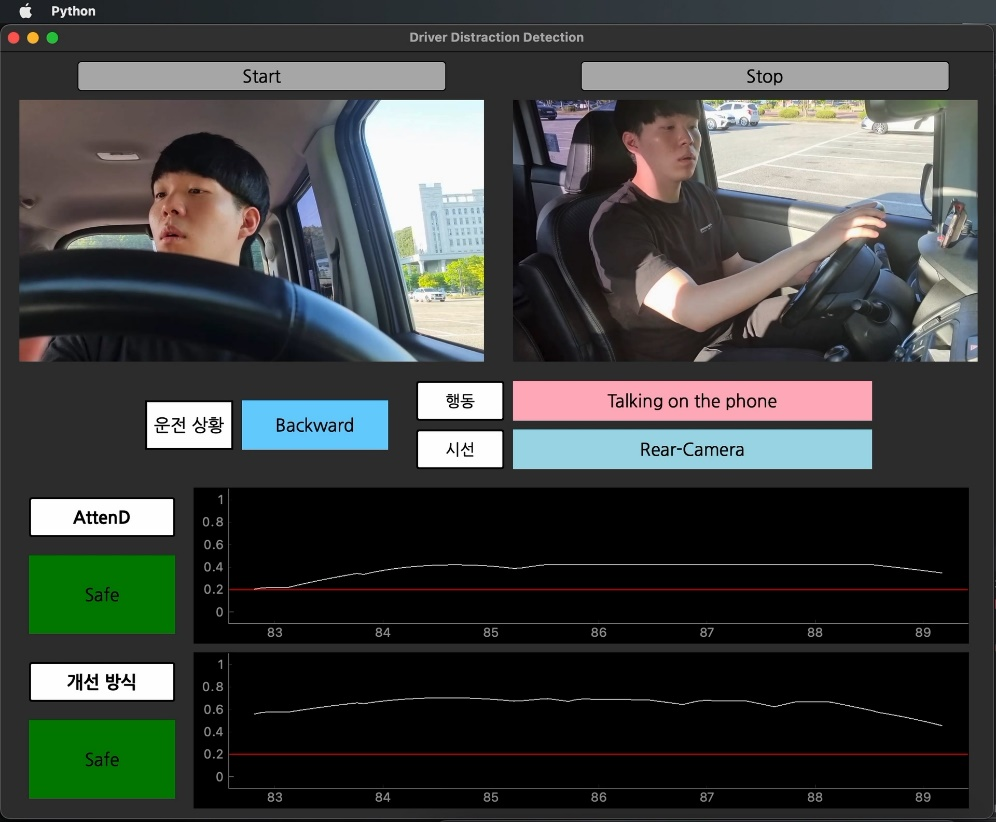 Python
Driver Distraction Detection
Start
Stop
운전 상황
Backward
행동
Talking on the phone
시선
Rear-Camera
AttenD
Safe
1
0.8
0.6
0.4
0.2
0
83 84 85 86 87 88 89
개선 방식
Safe
1
0.8
0.6
0.4
0.2
0
83 84 85 86 87 88 89